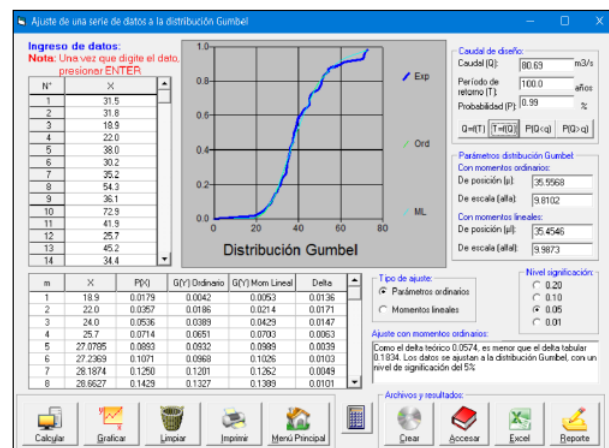 Ajuste de una serie de datos a la distribución Gumbel
Ingreso de datos:
Nota: Una vez que digite el dato,
presionar ENTER
N° X
1 31.5
2 31.8
3 18.9
4 22.0
5 38.0
6 30.2
7 35.2
8 54.3
9 36.1
10 72.9
11 41.9
12 25.7
13 45.2
14 34.4
1.0
0.8
0.6
0.4
0.2
0.0
0 20 40 60 80
Distribución Gumbel
Exp
Ord
ML
Caudal de diseño:
Caudal (Q): 80.69 m3/s
Período de
retorno (T): 100.0 años
Probabilidad (P): 0.99 %
Q=f(T) T=f(Q) P(Q<q) P(Q>q)
Parámetros distribución Gumbel:
Con momentos ordinarios:
De posición (µ): 35.5568
De escala (alfa): 9.8102
Con momentos lineales:
De posición (µl): 35.4546
De escala (alfal): 9.9873
m X P(X) G(Y) Ordinario G(Y) Mom Lineal Delta
1 18.9 0.0179 0.0042 0.0053 0.0136
2 22.0 0.0357 0.0186 0.0214 0.0171
3 24.0 0.0536 0.0389 0.0429 0.0147
4 25.7 0.0714 0.0651 0.0703 0.0063
5 27.0785 0.0893 0.0932 0.0989 0.0039
6 27.2369 0.1071 0.0968 0.1026 0.0103
7 28.1874 0.1250 0.1201 0.1262 0.0049
8 28.6627 0.1429 0.1327 0.1389 0.0101
Tipo de ajuste:
Parámetros ordinarios
Momentos lineales
Nivel significación:
0.20
0.10
0.05
0.01
Ajuste con momentos ordinarios:
Como el delta teórico 0.0574, es menor que el delta tabular
0.1834. Los datos se ajustan a la distribución Gumbel, con un
nivel de significación del 5%
Archivos y resultados:
Calcular Graficar Limpiar Imprimir Menú Principal Crear Accesar Excel Reporte